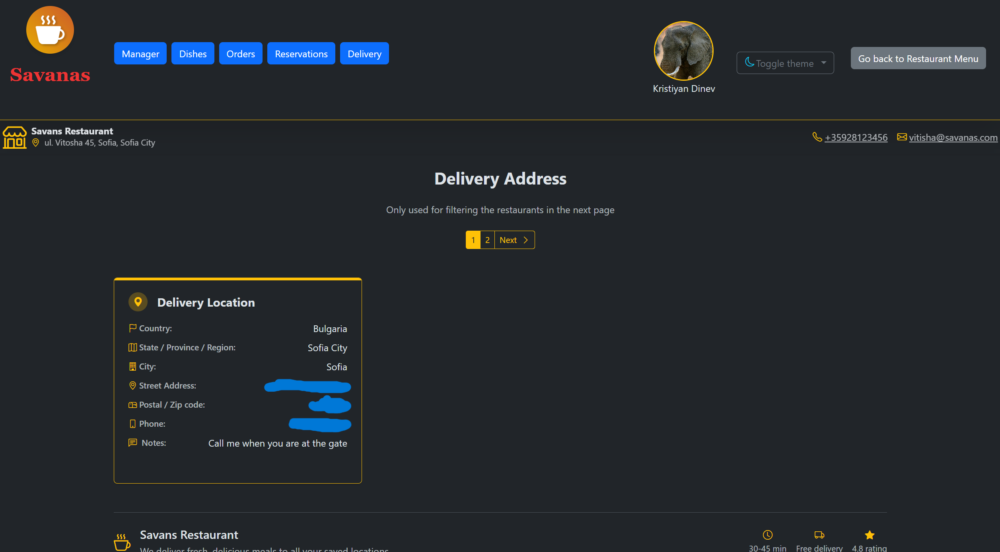 Savanas
Manager
Dishes
Orders
Reservations
Delivery
Kristiyan Dinev
Toggle theme
Go back to Restaurant Menu
Savans Restaurant
ul. Vitosha 45, Sofia, Sofia City
+35928123456
vitisha@savanas.com
Delivery Address
Only used for filtering the restaurants in the next page
1 2 Next
Delivery Location
Country: Bulgaria
State / Province / Region: Sofia City
City: Sofia
Street Address:
Postal / Zip code:
Phone:
Notes: Call me when you are at the gate
Savans Restaurant
We deliver fresh, delicious meals to all your saved locations
30-45 min
Free delivery
4.8 rating